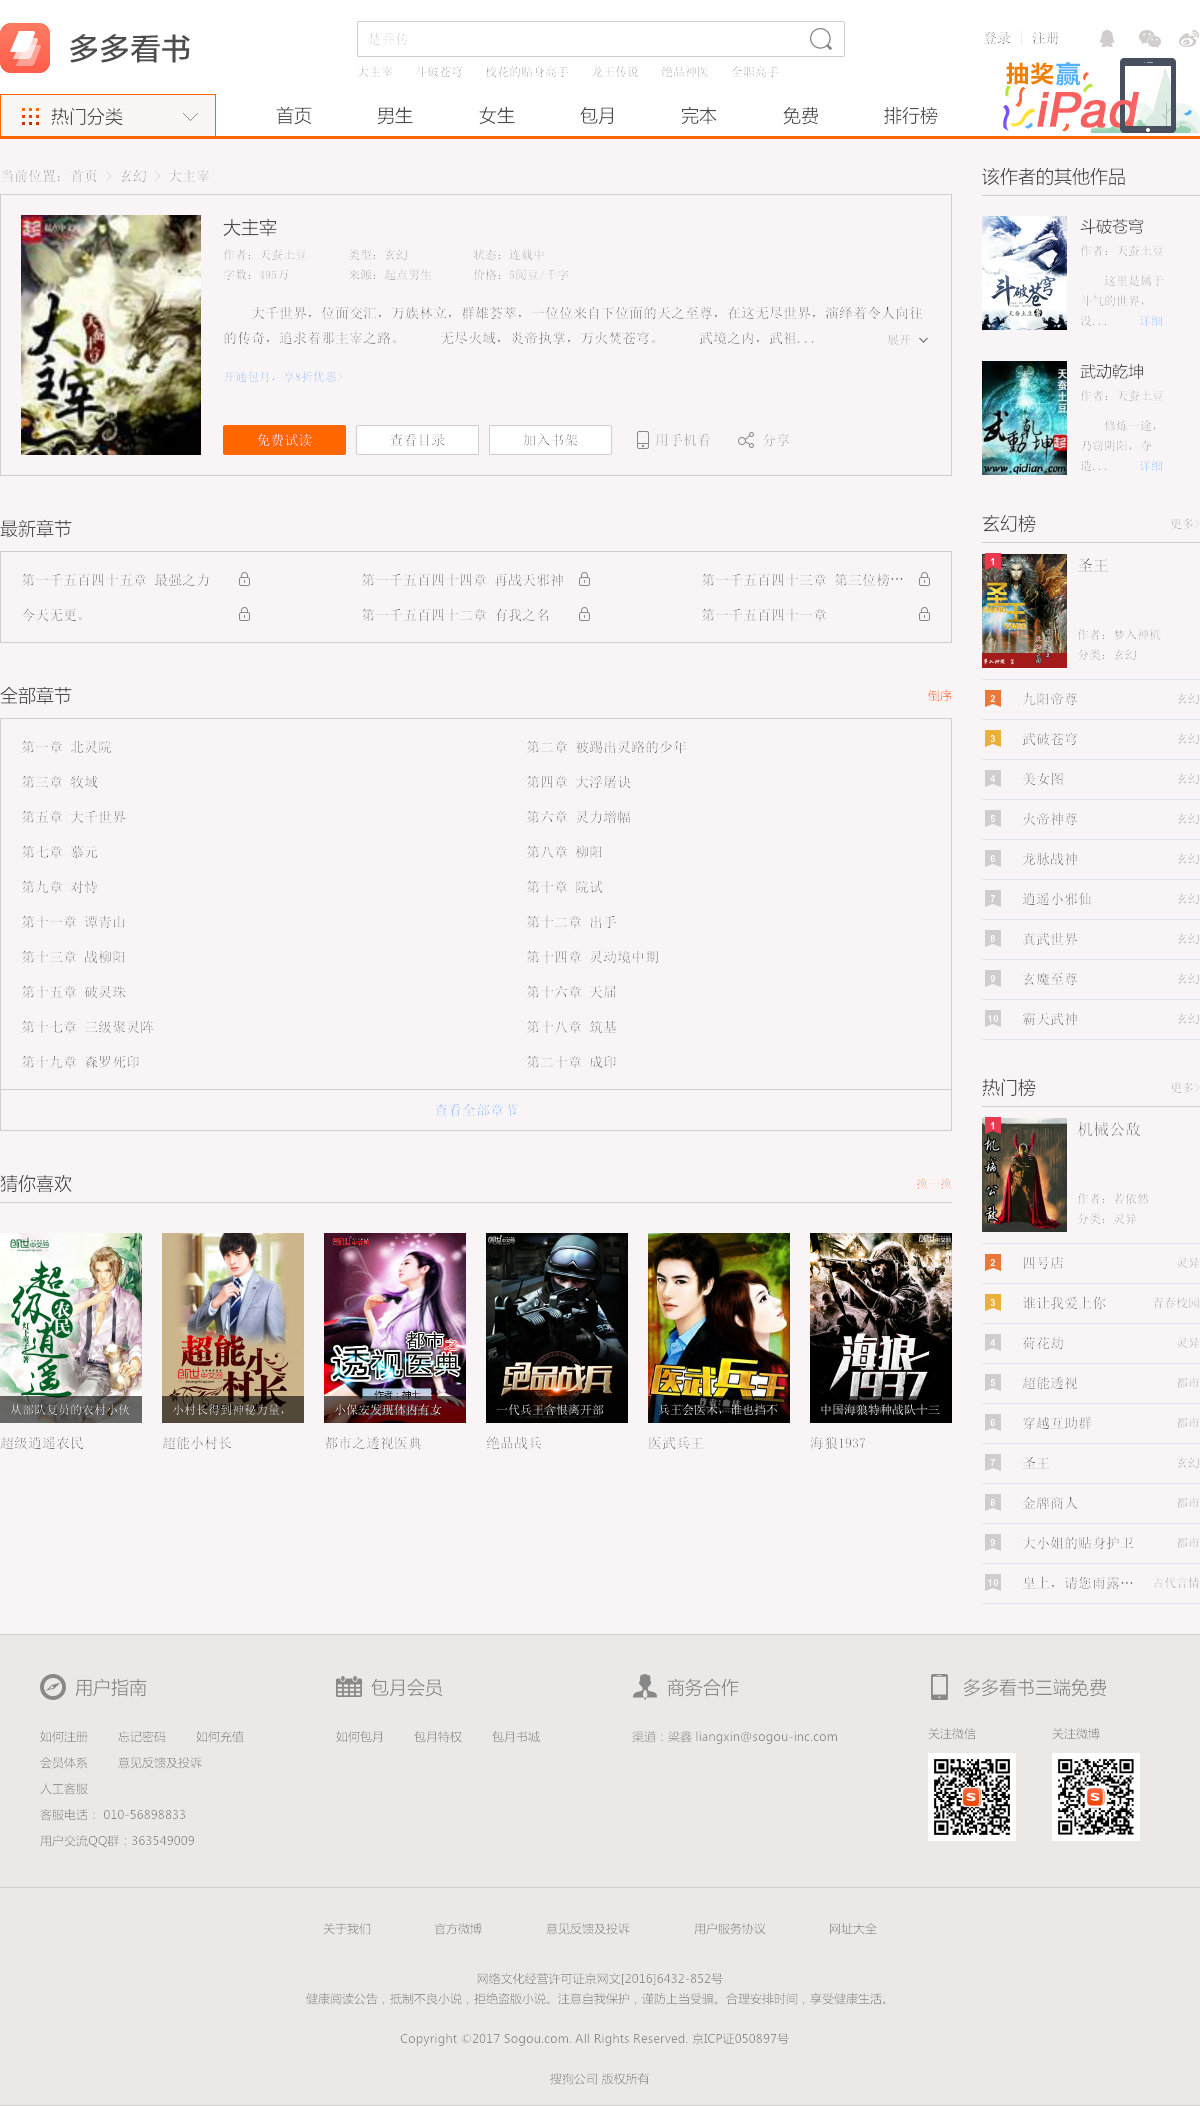 多多看书
楚乔传
登录 | 注册
大主宰 斗破苍穹 校花的贴身高手 龙王传说 绝品神医 全职高手
抽奖赢
iPad
热门分类
首页 男生 女生 包月 完本 免费 排行榜
当前位置：首页 > 玄幻 > 大主宰
大主宰
作者：天蚕土豆 类型：玄幻 状态：连载中
字数：495万 来源：起点男生 价格：5阅豆/千字
大千世界，位面交汇，万族林立，群雄荟萃，一位位来自下位面的天之至尊，在这无尽世界，演绎着令人向往
的传奇，追求着那主宰之路。 无尽火域，炎帝执掌，万火焚苍穹。 武境之内，武祖...
展开
开通包月，享8折优惠>
免费试读 查看目录 加入书架 用手机看 分享
该作者的其他作品
斗破苍穹
作者：天蚕土豆
这里是属于
斗气的世界，
没... 详细
武动乾坤
作者：天蚕土豆
修炼一途，
乃窃阴阳，夺
造... 详细
www.qidian.com
最新章节
第一千五百四十五章 最强之力
第一千五百四十四章 再战天邪神
第一千五百四十三章 第三位榜…
今天无更。
第一千五百四十二章 有我之名
第一千五百四十一章
全部章节
倒序
第一章 北灵院
第二章 被踢出灵路的少年
第三章 牧域
第四章 大浮屠诀
第五章 大千世界
第六章 灵力增幅
第七章 慕元
第八章 柳阳
第九章 对恃
第十章 院试
第十一章 谭青山
第十二章 出手
第十三章 战柳阳
第十四章 灵动境中期
第十五章 破灵珠
第十六章 天届
第十七章 三级聚灵阵
第十八章 筑基
第十九章 森罗死印
第二十章 成印
查看全部章节
玄幻榜 更多>
1
圣王
作者：梦入神机
分类：玄幻
2 九阳帝尊 玄幻
3 武破苍穹 玄幻
4 美女图 玄幻
5 火帝神尊 玄幻
6 龙脉战神 玄幻
7 逍遥小邪仙 玄幻
8 真武世界 玄幻
9 玄魔至尊 玄幻
10 霸天武神 玄幻
热门榜 更多>
1
机械公敌
作者：若依然
分类：灵异
2 四号店 灵异
3 谁让我爱上你 青春校园
4 荷花劫 灵异
5 超能透视 都市
6 穿越互助群 都市
7 圣王 玄幻
8 金牌商人 都市
9 大小姐的贴身护卫 都市
10 皇上，请您雨露… 古代言情
猜你喜欢
换一换
超级逍遥农民
超能小村长
都市之透视医典
作者:神士
绝品战兵
医武兵王
海狼1937
从部队复员的农村小伙
小村长得到神秘力量，
小保安发现体内有女
一代兵王含恨离开部
兵王会医术，谁也挡不
中国海狼特种战队十三
超级逍遥农民
超能小村长
都市之透视医典
绝品战兵
医武兵王
海狼1937
用户指南
如何注册 忘记密码 如何充值
会员体系 意见反馈及投诉
人工客服
客服电话： 010-56898833
用户交流QQ群：363549009
包月会员
如何包月 包月特权 包月书城
商务合作
渠道：梁鑫 liangxin@sogou-inc.com
多多看书三端免费
关注微信 关注微博
关于我们 官方微博 意见反馈及投诉 用户服务协议 网址大全
网络文化经营许可证京网文[2016]6432-852号
健康阅读公告，抵制不良小说，拒绝盗版小说。注意自我保护，谨防上当受骗。合理安排时间，享受健康生活。
Copyright ©2017 Sogou.com. All Rights Reserved. 京ICP证050897号
搜狗公司 版权所有